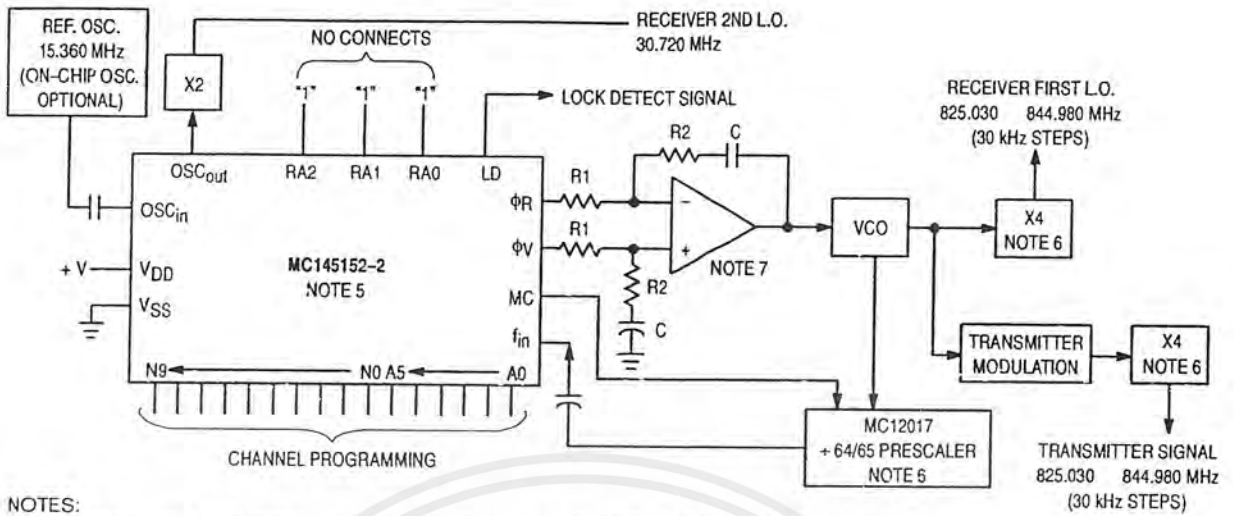 REF. OSC.
15.360 MHz
(ON-CHIP OSC.
OPTIONAL)
X2
RECEIVER 2ND L.O.
30.720 MHz
NO CONNECTS
"1" "1" "1"
LOCK DETECT SIGNAL
OSCout RA2 RA1 RA0 LD
OSCin
+ V VDD
VSS
MC145152-2
NOTE 5
ϕR
ϕV
MC
fin
N9 N0 A5 A0
CHANNEL PROGRAMMING
R1
R1
R2 C
R2
C
–
+
NOTE 7
VCO
RECEIVER FIRST L.O.
825.030 844.980 MHz
(30 kHz STEPS)
X4
NOTE 6
TRANSMITTER
MODULATION
X4
NOTE 6
MC12017
+ 64/65 PRESCALER
NOTE 5
TRANSMITTER SIGNAL
825.030 844.980 MHz
(30 kHz STEPS)
NOTES: